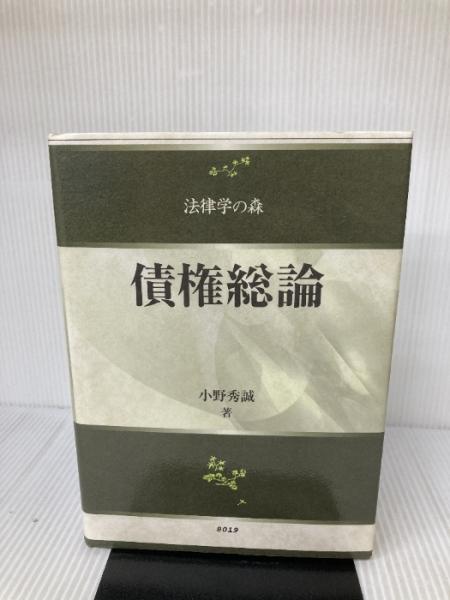 法律学の森
債権総論
小野秀誠
著
8019